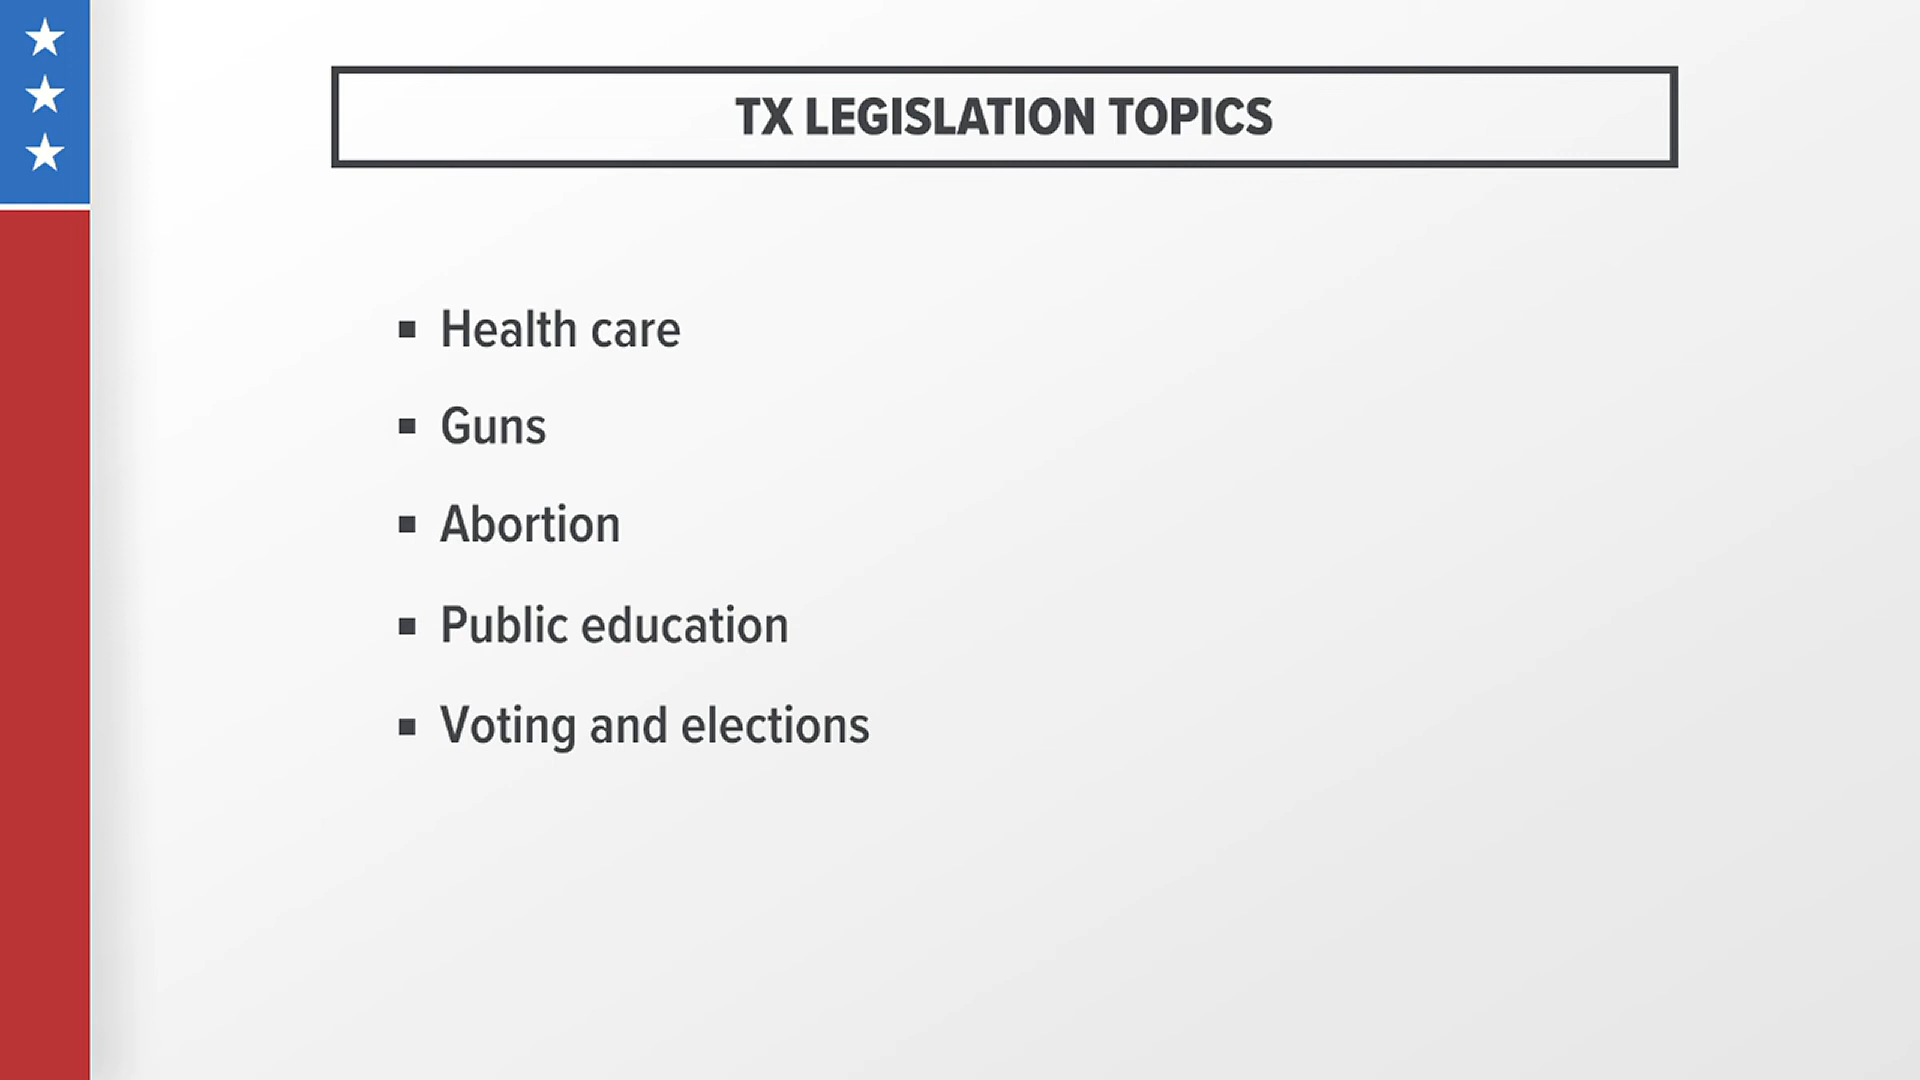 TX LEGISLATION TOPICS
▪ Health care
▪ Guns
▪ Abortion
▪ Public education
▪ Voting and elections